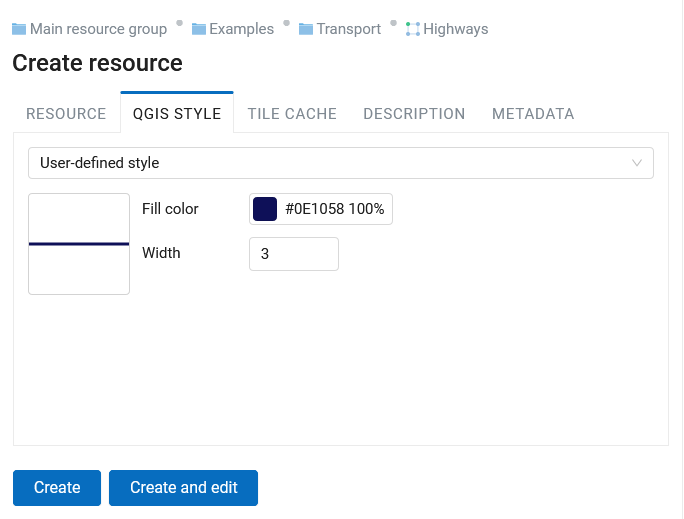 Main resource group Examples Transport Highways
Create resource
RESOURCE QGIS STYLE TILE CACHE DESCRIPTION METADATA
User-defined style
Fill color #0E1058 100%
Width 3
Create Create and edit